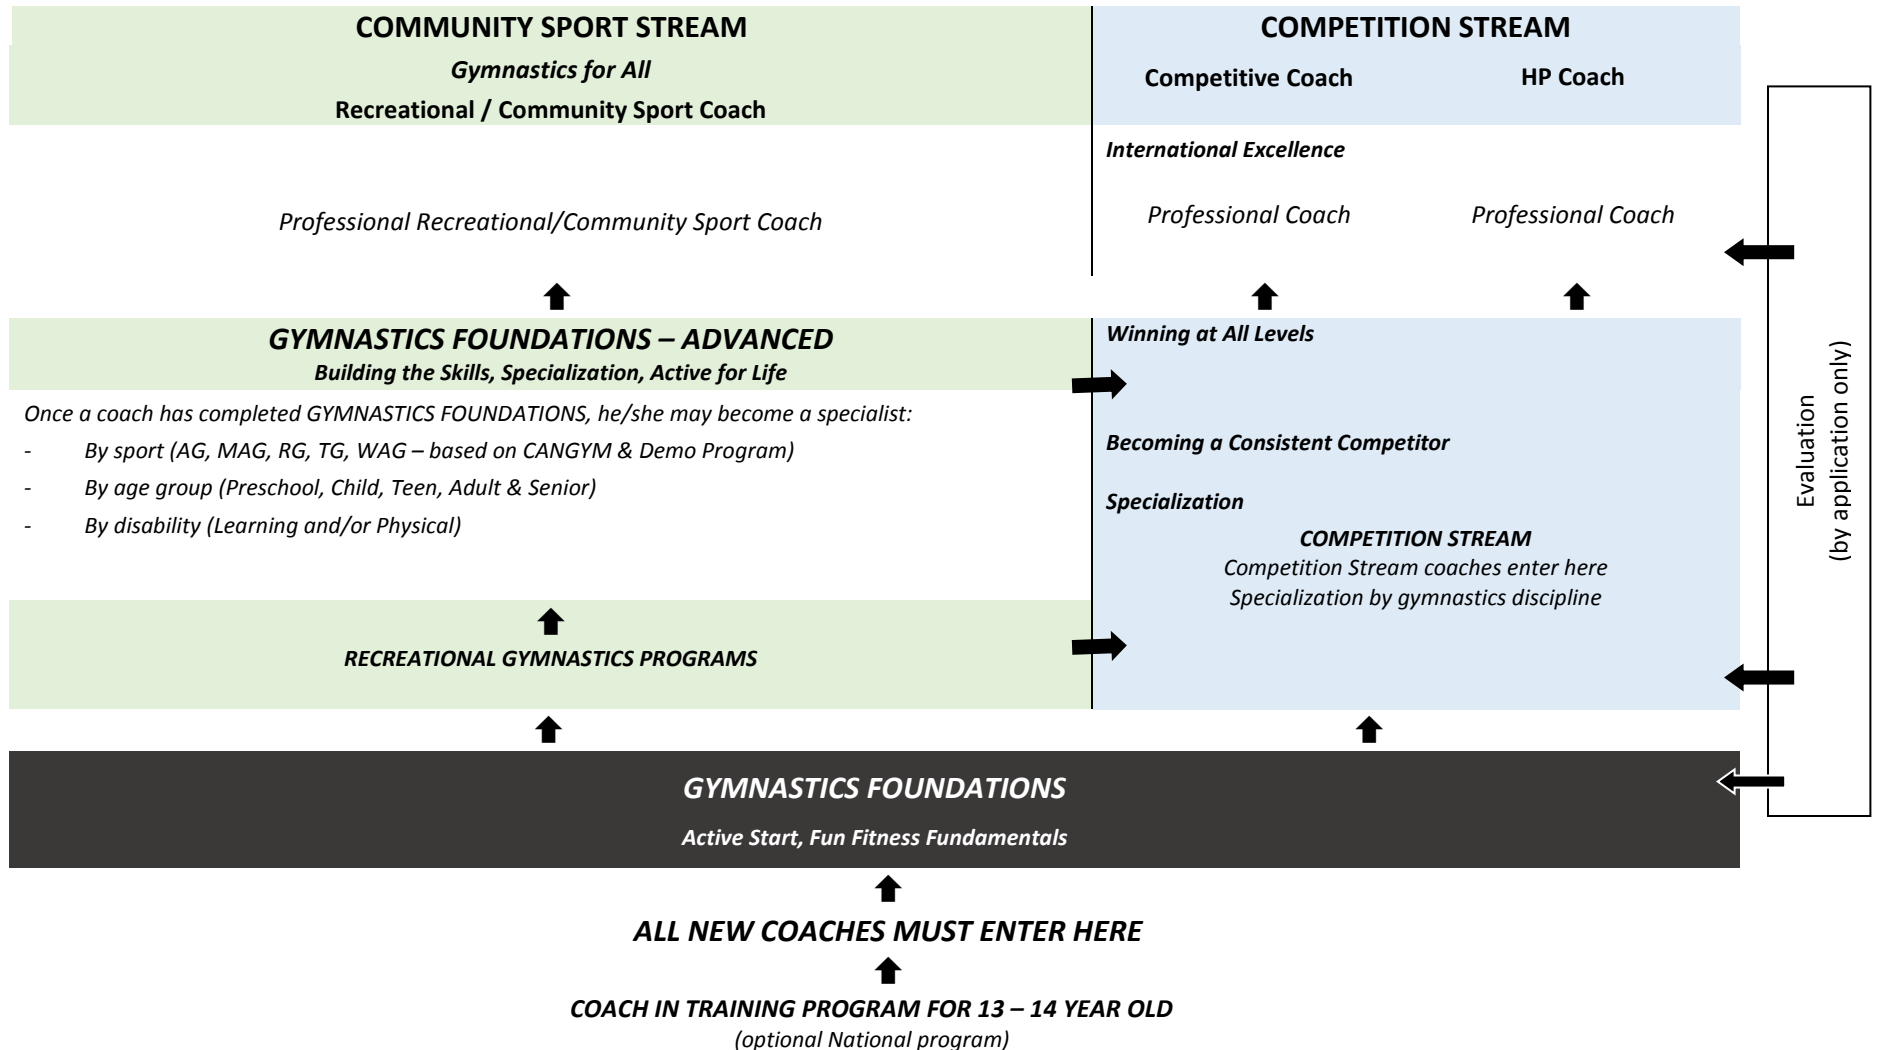 COMMUNITY SPORT STREAM
Gymnastics for All
Recreational / Community Sport Coach
COMPETITION STREAM
Competitive Coach
HP Coach
International Excellence
Professional Recreational/Community Sport Coach
Professional Coach
Professional Coach
GYMNASTICS FOUNDATIONS – ADVANCED
Building the Skills, Specialization, Active for Life
Once a coach has completed GYMNASTICS FOUNDATIONS, he/she may become a specialist:
- By sport (AG, MAG, RG, TG, WAG – based on CANGYM & Demo Program)
- By age group (Preschool, Child, Teen, Adult & Senior)
- By disability (Learning and/or Physical)
RECREATIONAL GYMNASTICS PROGRAMS
Winning at All Levels
Becoming a Consistent Competitor
Specialization
COMPETITION STREAM
Competition Stream coaches enter here
Specialization by gymnastics discipline
Evaluation
(by application only)
GYMNASTICS FOUNDATIONS
Active Start, Fun Fitness Fundamentals
ALL NEW COACHES MUST ENTER HERE
COACH IN TRAINING PROGRAM FOR 13 – 14 YEAR OLD
(optional National program)